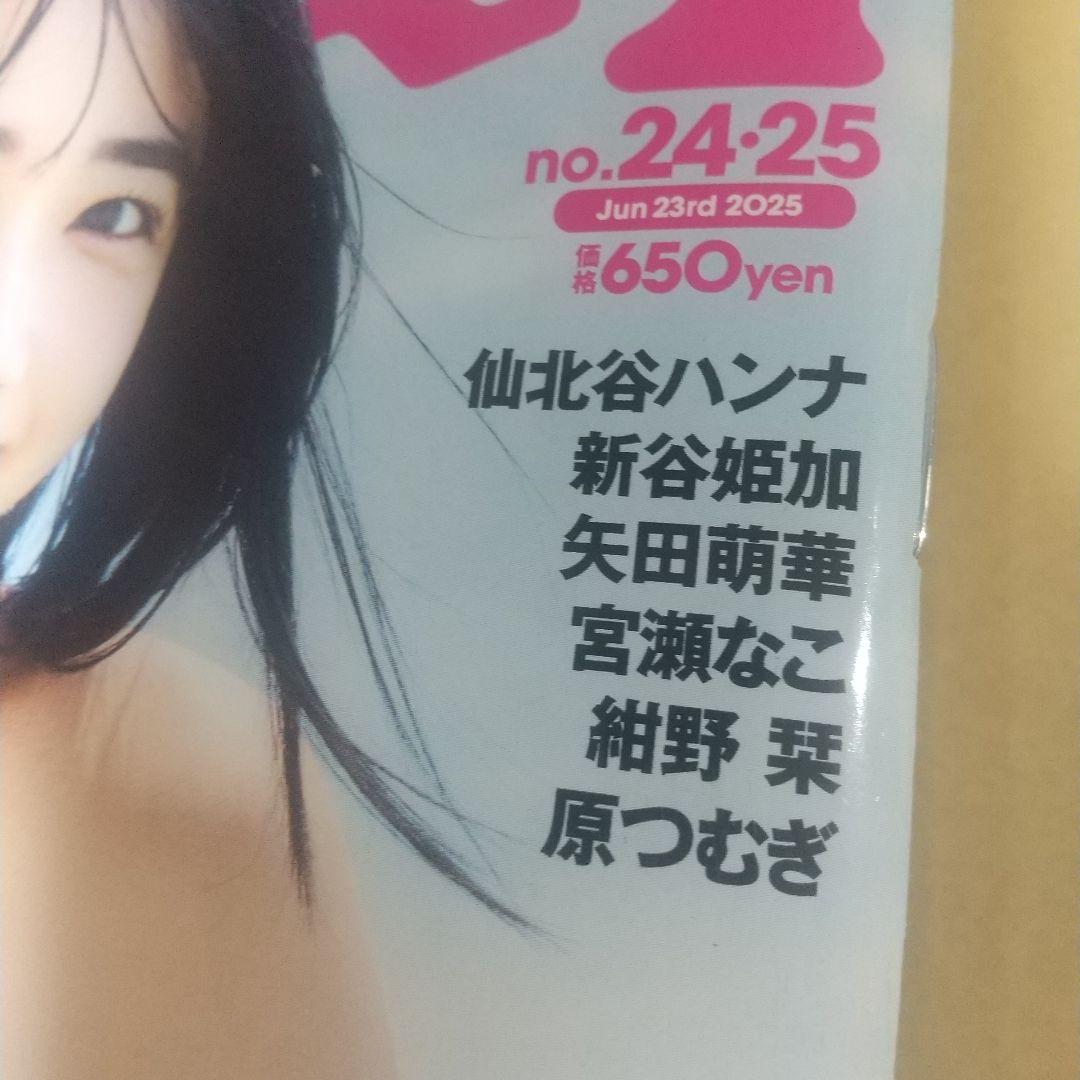 no.24・25
Jun 23rd 2025
価格650yen
仙北谷ハンナ
新谷姫加
矢田萌華
宮瀬なこ
紺野 栞
原つむぎ